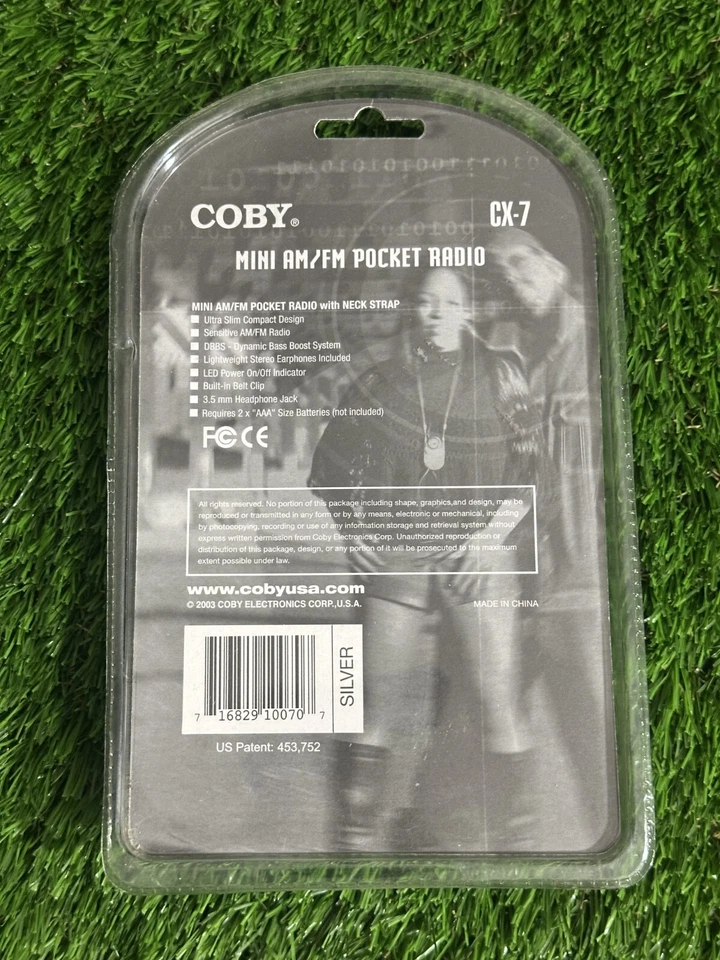 COBY®
CX-7
MINI AM/FM POCKET RADIO
MINI AM/FM POCKET RADIO with NECK STRAP
Ultra Slim Compact Design
Sensitive AM/FM Radio
DBBS - Dynamic Bass Boost System
Lightweight Stereo Earphones Included
LED Power On/Off Indicator
Built-in Belt Clip
3.5 mm Headphone Jack
Requires 2 x "AAA" Size Batteries (not included)
FC CE
All rights reserved. No portion of this package including shape, graphics,and design, may be
reproduced or transmitted in any form or by any means, electronic or mechanical, including
by photocopying, recording or use of any information storage and retrieval system without
express written permission from Coby Electronics Corp. Unauthorized reproduction or
distribution of this package, design, or any portion of it will be prosecuted to the maximum
extent possible under law.
www.cobyusa.com
© 2003 COBY ELECTRONICS CORP.,U.S.A.
MADE IN CHINA
SILVER
7 16829 10070 7
US Patent: 453,752